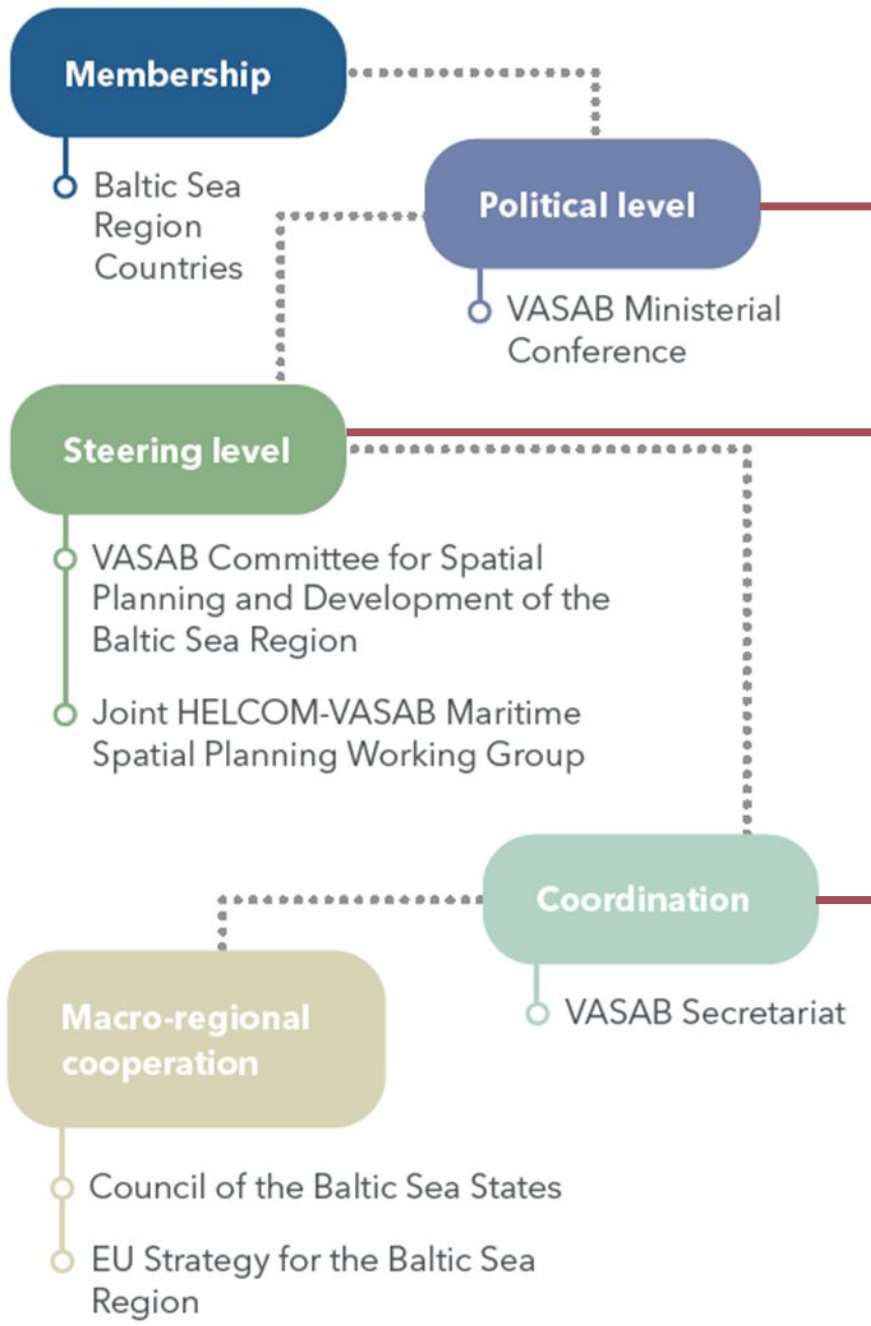 Membership
Baltic Sea
Region
Countries
Political level
VASAB Ministerial
Conference
Steering level
VASAB Committee for Spatial
Planning and Development of the
Baltic Sea Region
Joint HELCOM-VASAB Maritime
Spatial Planning Working Group
Coordination
VASAB Secretariat
Macro-regional
cooperation
Council of the Baltic Sea States
EU Strategy for the Baltic Sea
Region